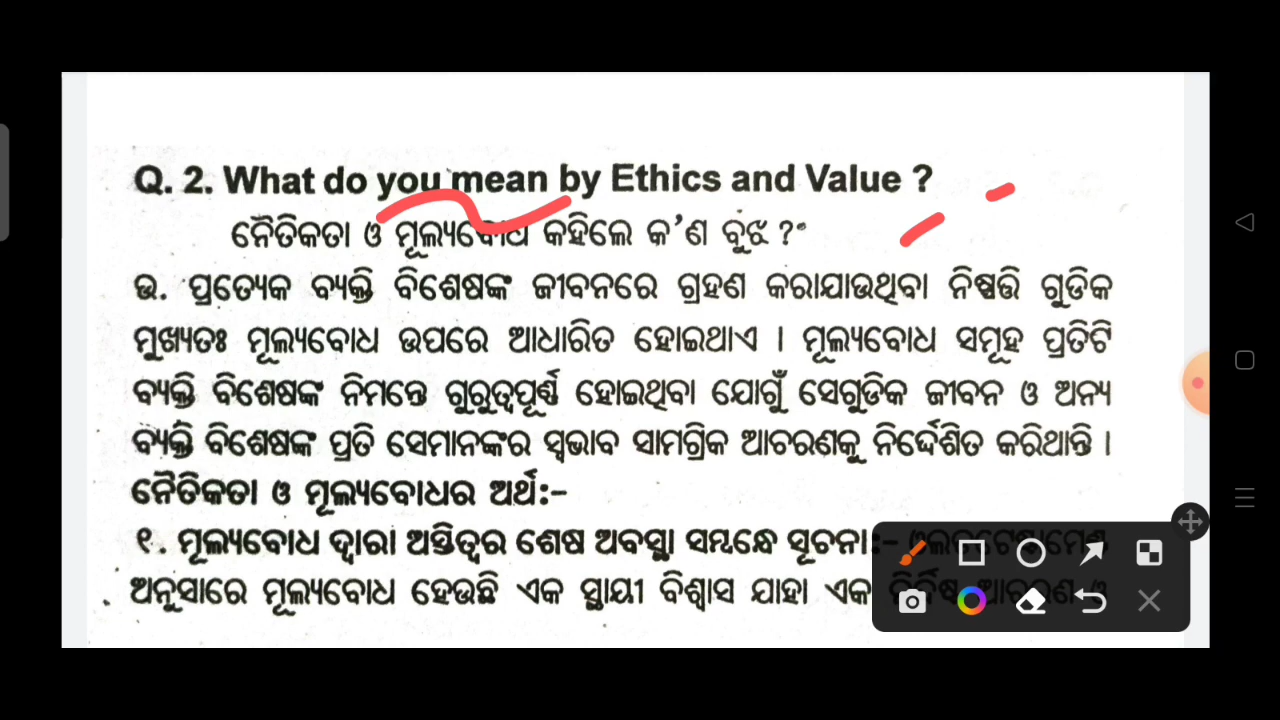 Q. 2. What do you mean by Ethics and Value ?
ନୈତିକତା ଓ ମୂଲ୍ୟବୋଧ କହିଲେ କ'ଣ ବୁଝ ?
ଉ. ପ୍ରତ୍ୟେକ ବ୍ୟକ୍ତି ବିଶେଷଙ୍କ ଜୀବନରେ ଗ୍ରହଣ କରାଯାଉଥିବା ନିଷ୍ପତ୍ତି ଗୁଡିକ
ମୁଖ୍ୟତଃ ମୂଲ୍ୟବୋଧ ଉପରେ ଆଧାରିତ ହୋଇଥାଏ । ମୂଲ୍ୟବୋଧ ସମୂହ ପ୍ରତିଟି
ବ୍ୟକ୍ତି ବିଶେଷଙ୍କ ନିମନ୍ତେ ଗୁରୁତ୍ୱପୂର୍ଣ୍ଣ ହୋଇଥିବା ଯୋଗୁଁ ସେଗୁଡିକ ଜୀବନ ଓ ଅନ୍ୟ
ବ୍ୟକ୍ତି ବିଶେଷଙ୍କ ପ୍ରତି ସେମାନଙ୍କର ସ୍ୱଭାବ ସାମଗ୍ରିକ ଆଚରଣକୁ ନିର୍ଦ୍ଦେଶିତ କରିଥାନ୍ତି ।
ନୈତିକତା ଓ ମୂଲ୍ୟବୋଧର ଅର୍ଥ:-
୧. ମୂଲ୍ୟବୋଧ ଦ୍ୱାରା ଅସ୍ତିତ୍ୱର ଶେଷ ଅବସ୍ଥା ସମ୍ବନ୍ଧେ ସୂଚନା:-
ଅନୁସାରେ ମୂଲ୍ୟବୋଧ ହେଉଛି ଏକ ସ୍ଥାୟୀ ବିଶ୍ୱାସ ଯାହା ଏକ